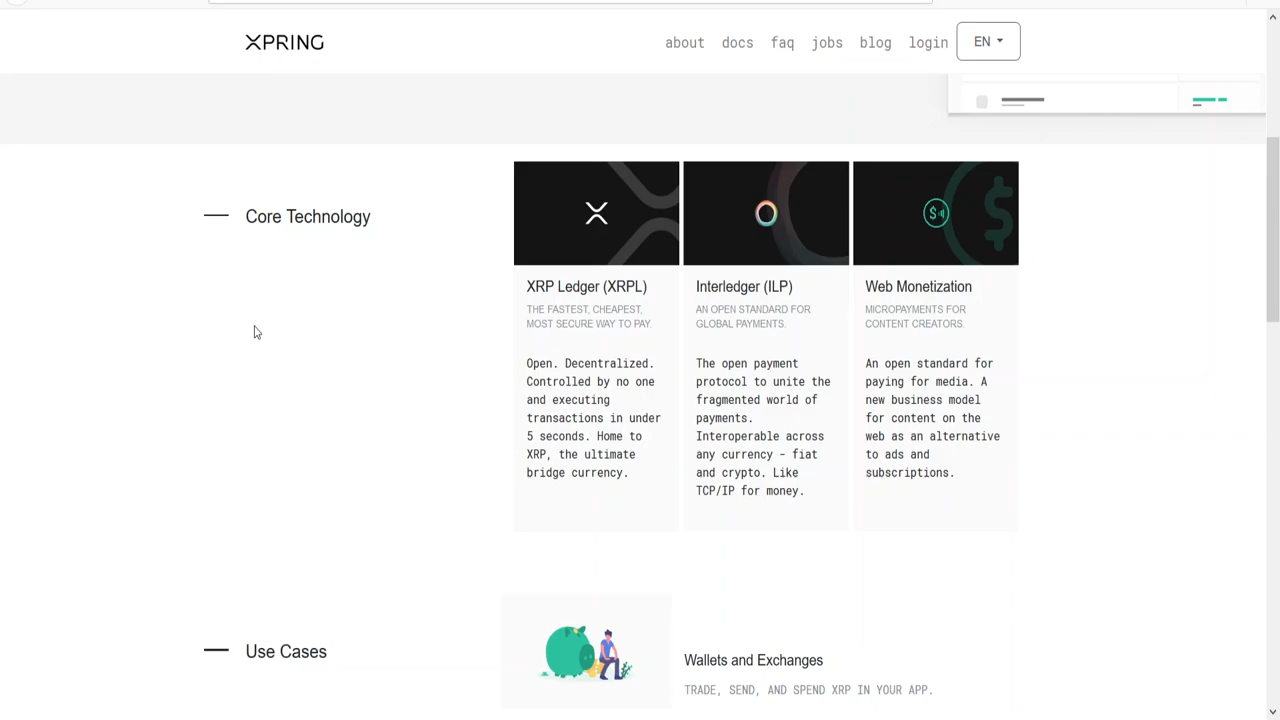 XPRING
about docs faq jobs blog login EN
Core Technology
XRP Ledger (XRPL)
THE FASTEST, CHEAPEST,
MOST SECURE WAY TO PAY.
Open. Decentralized.
Controlled by no one
and executing
transactions in under
5 seconds. Home to
XRP, the ultimate
bridge currency.
Interledger (ILP)
AN OPEN STANDARD FOR
GLOBAL PAYMENTS.
The open payment
protocol to unite the
fragmented world of
payments.
Interoperable across
any currency – fiat
and crypto. Like
TCP/IP for money.
Web Monetization
MICROPAYMENTS FOR
CONTENT CREATORS.
An open standard for
paying for media. A
new business model
for content on the
web as an alternative
to ads and
subscriptions.
Use Cases
Wallets and Exchanges
TRADE, SEND, AND SPEND XRP IN YOUR APP.